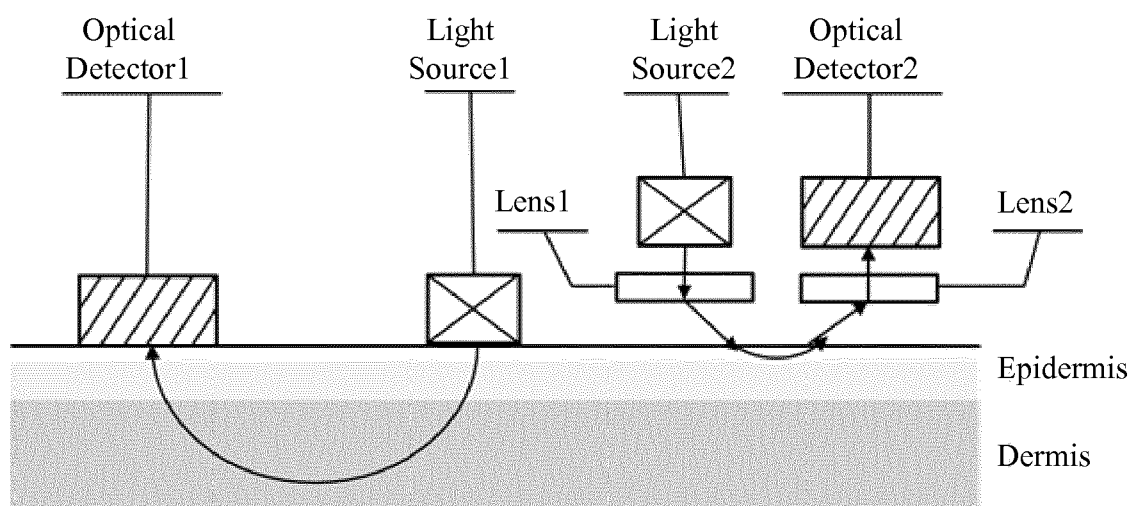 Optical
Detector1
Light
Source1
Light
Source2
Optical
Detector2
Lens1
Lens2
Epidermis
Dermis